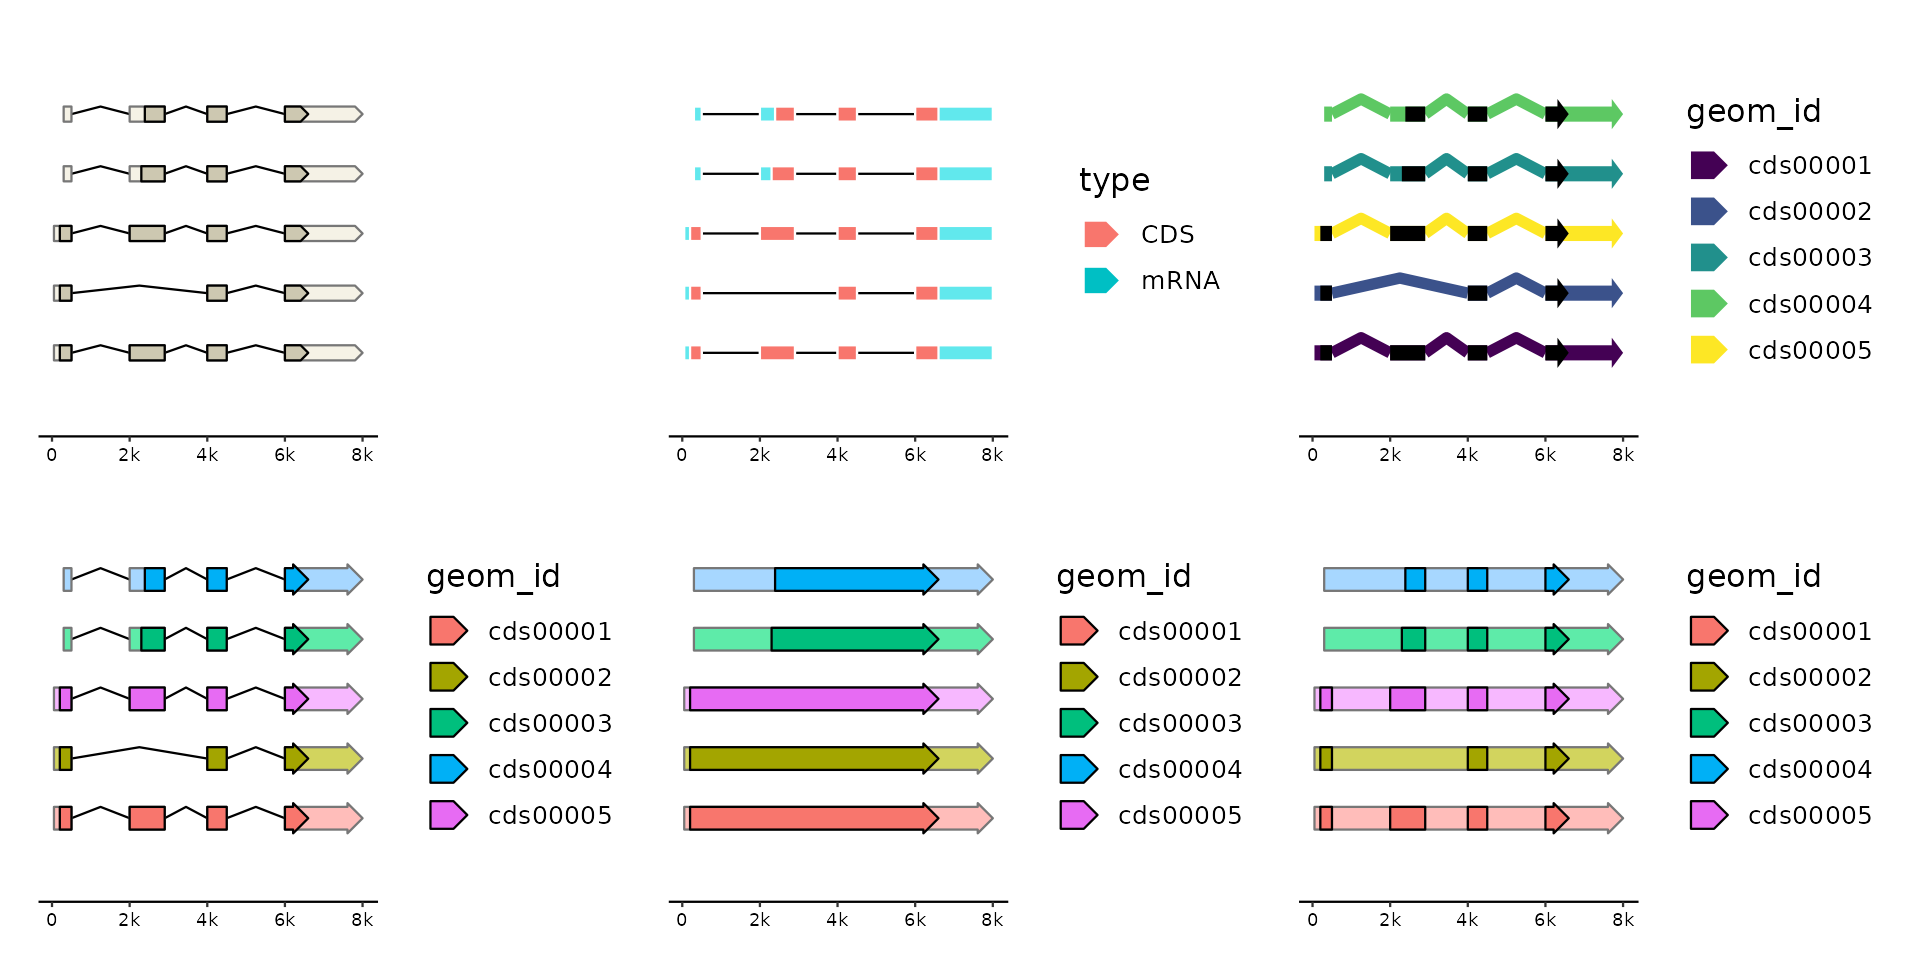 type
CDS
mRNA
geom_id
cds00001
cds00002
cds00003
cds00004
cds00005
0 2k 4k 6k 8k
0 2k 4k 6k 8k
0 2k 4k 6k 8k
geom_id
cds00001
cds00002
cds00003
cds00004
cds00005
geom_id
cds00001
cds00002
cds00003
cds00004
cds00005
geom_id
cds00001
cds00002
cds00003
cds00004
cds00005
0 2k 4k 6k 8k
0 2k 4k 6k 8k
0 2k 4k 6k 8k